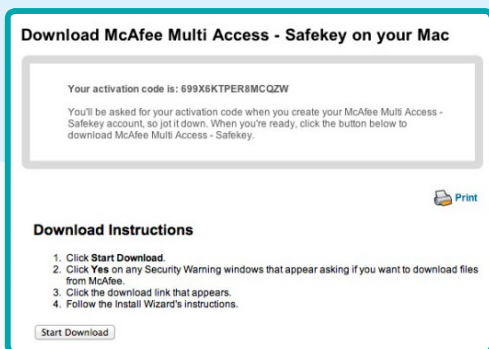 Download McAfee Multi Access - Safekey on your Mac
Your activation code is: 699X6KTPER8MCQZW
You'll be asked for your activation code when you create your McAfee Multi Access -
Safekey account, so jot it down. When you're ready, click the button below to
download McAfee Multi Access - Safekey.
Print
Download Instructions
1. Click Start Download.
2. Click Yes on any Security Warning windows that appear asking if you want to download files
from McAfee.
3. Click the download link that appears.
4. Follow the Install Wizard's instructions.
Start Download